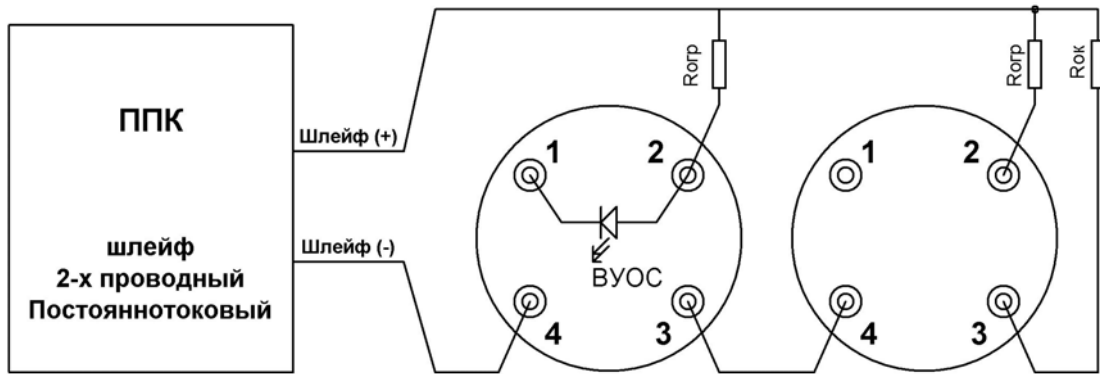 ППК
шлейф
2-х проводный
Постояннотоковый
Шлейф (+)
Шлейф (-)
Rогр
Rогр
Rок
1
2
ВУОС
4
3
1
2
4
3